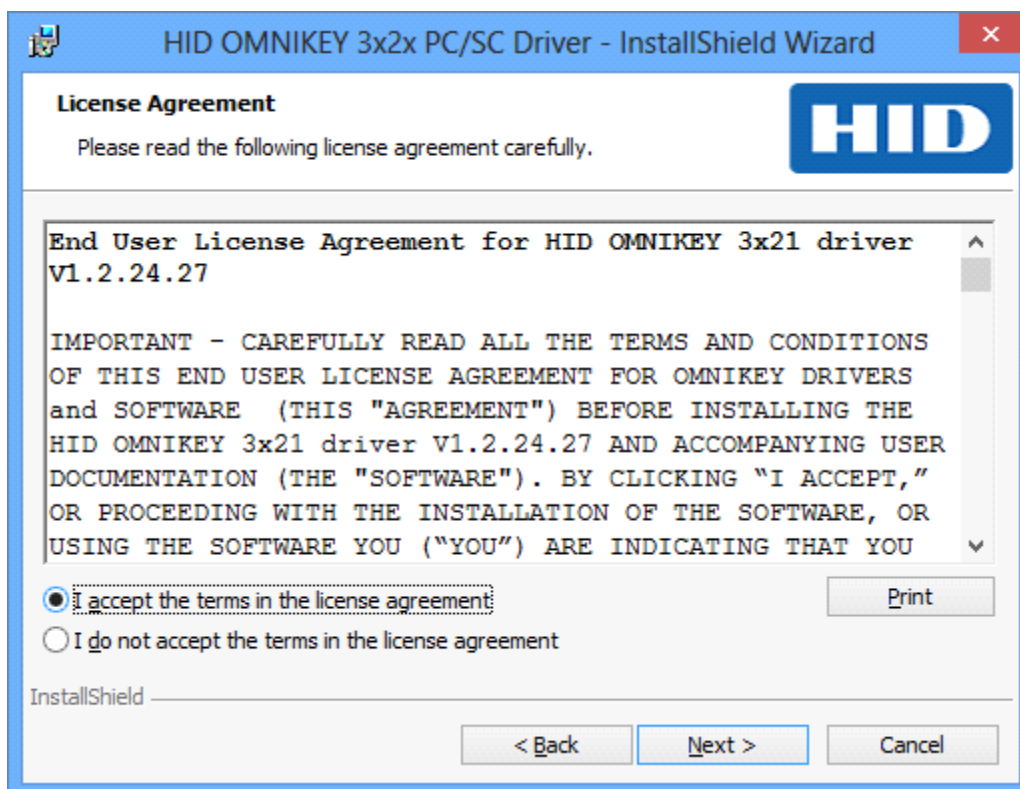 HID OMNIKEY 3x2x PC/SC Driver - InstallShield Wizard
License Agreement
Please read the following license agreement carefully.
HID
End User License Agreement for HID OMNIKEY 3x21 driver
V1.2.24.27
IMPORTANT - CAREFULLY READ ALL THE TERMS AND CONDITIONS
OF THIS END USER LICENSE AGREEMENT FOR OMNIKEY DRIVERS
and SOFTWARE  (THIS "AGREEMENT") BEFORE INSTALLING THE
HID OMNIKEY 3x21 driver V1.2.24.27 AND ACCOMPANYING USER
DOCUMENTATION (THE "SOFTWARE"). BY CLICKING “I ACCEPT,”
OR PROCEEDING WITH THE INSTALLATION OF THE SOFTWARE, OR
USING THE SOFTWARE YOU (“YOU”) ARE INDICATING THAT YOU
I accept the terms in the license agreement
Print
I do not accept the terms in the license agreement
InstallShield
< Back
Next >
Cancel